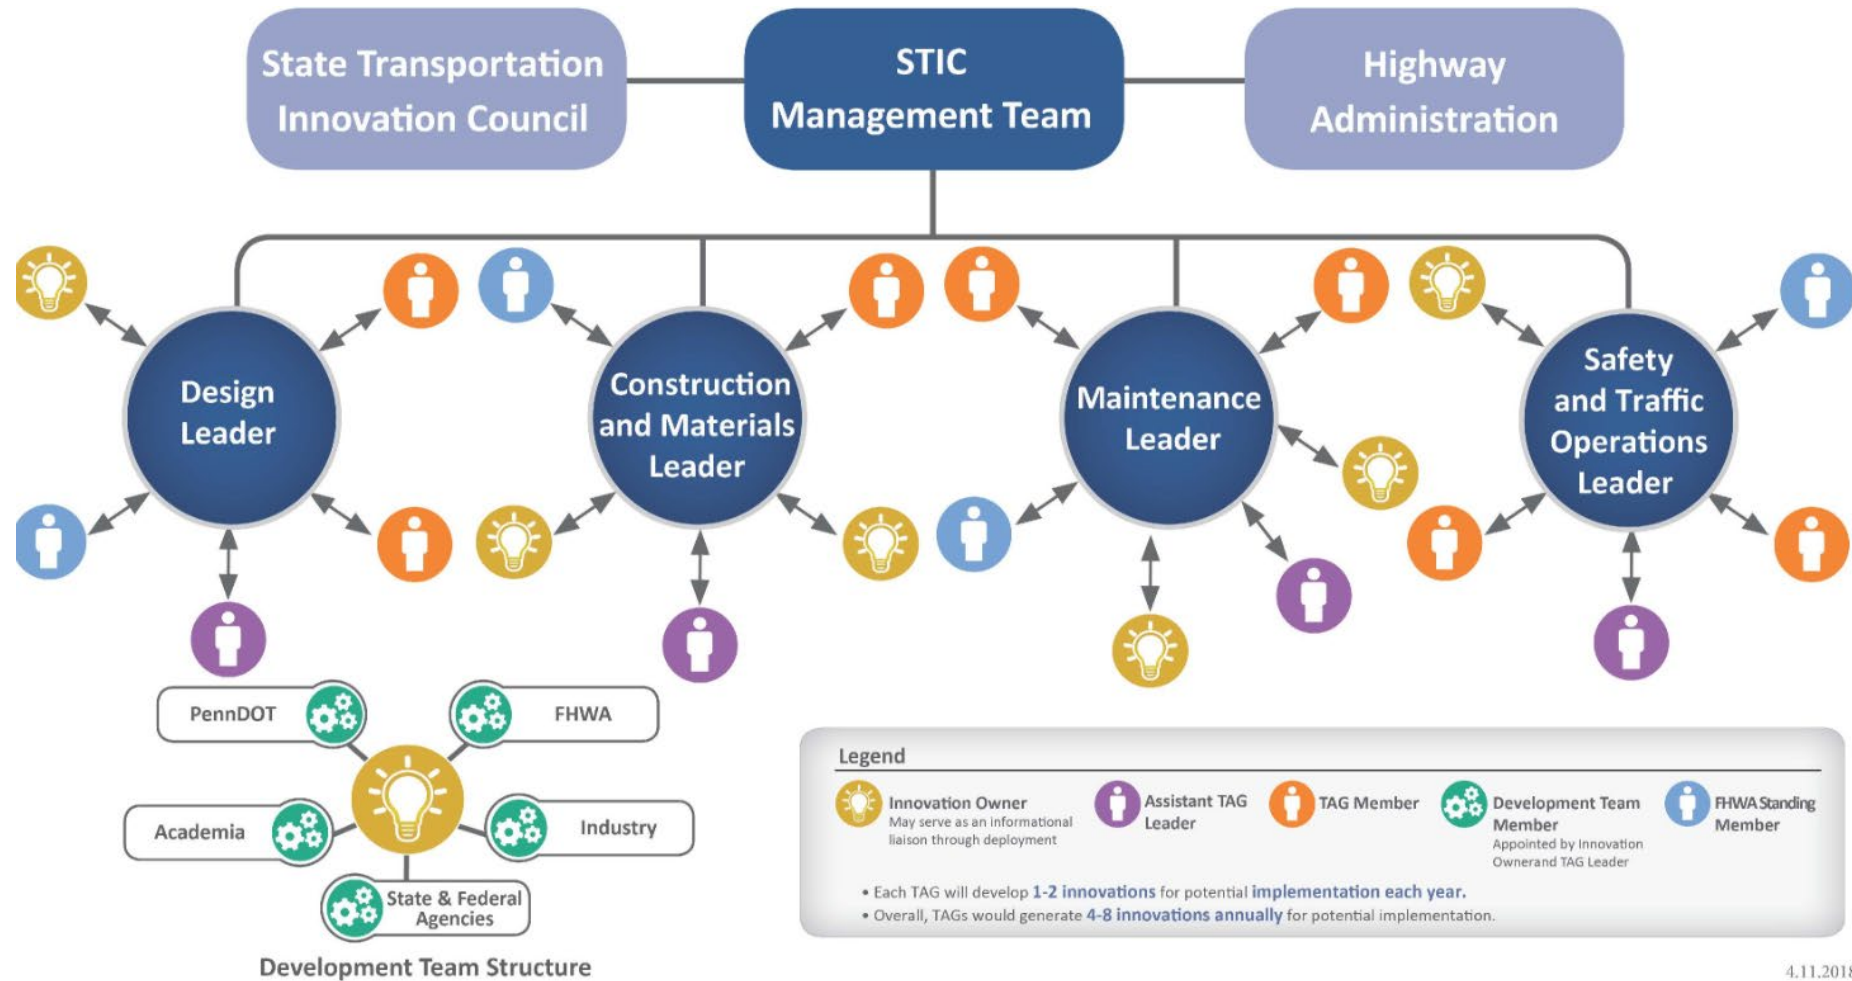 State Transportation
Innovation Council
STIC
Management Team
Highway
Administration
Design
Leader
Construction
and Materials
Leader
Maintenance
Leader
Safety
and Traffic
Operations
Leader
PennDOT
FHWA
Academia
Industry
State & Federal
Agencies
Development Team Structure
Legend
Innovation Owner
May serve as an informational
liaison through deployment
Assistant TAG
Leader
TAG Member
Development Team
Member
Appointed by Innovation
Ownerand TAG Leader
FHWA Standing
Member
• Each TAG will develop 1-2 innovations for potential implementation each year.
• Overall, TAGs would generate 4-8 innovations annually for potential implementation.
4.11.2018